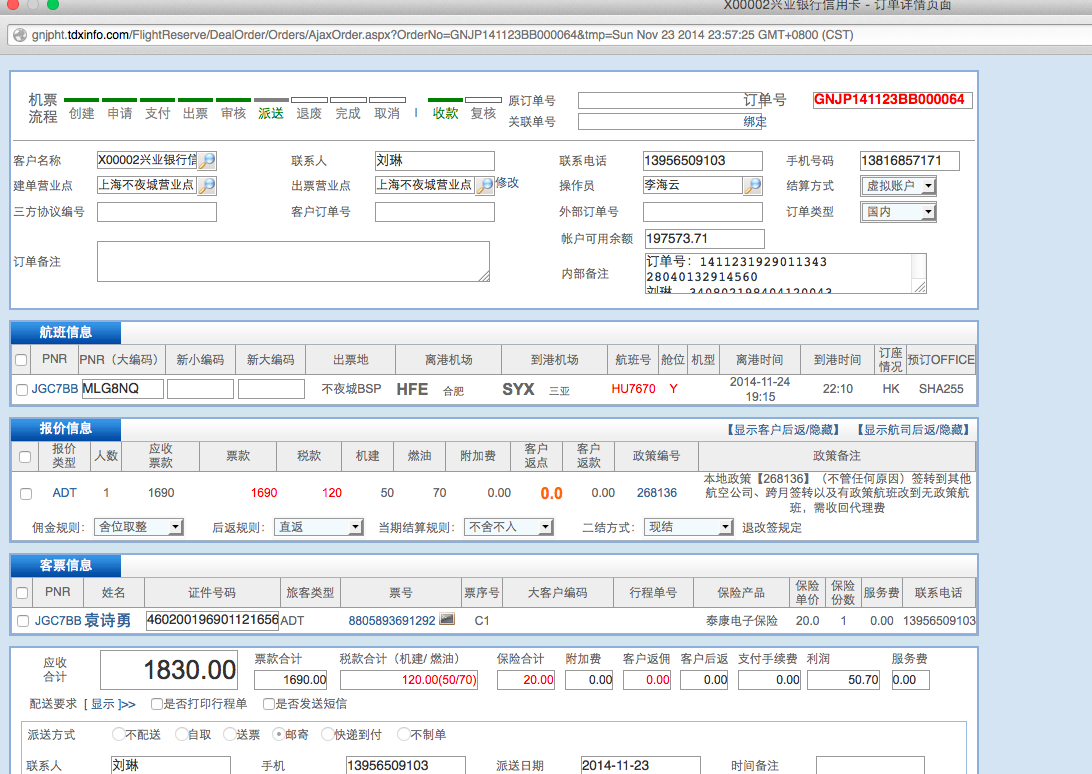 X00002兴业银行信用卡 - 订单详情页面
gnjpht.tdxinfo.com/FlightReserve/DealOrder/Orders/AjaxOrder.aspx?OrderNo=GNJP141123BB000064&tmp=Sun Nov 23 2014 23:57:25 GMT+0800 (CST)
机票流程 创建 申请 支付 出票 审核 派送 退废 完成 取消 | 收款 复核
原订单号 订单号 GNJP141123BB000064
关联单号 绑定
客户名称 X00002兴业银行信 联系人 刘琳 联系电话 13956509103 手机号码 13816857171
建单营业点 上海不夜城营业点 出票营业点 上海不夜城营业点 修改 操作员 李海云 结算方式 虚拟账户
三方协议编号 客户订单号 外部订单号 订单类型 国内
帐户可用余额 197573.71
订单备注 内部备注 订单号: 1411231929011343
28040132914560
刘琳 340802198404120043
航班信息
PNR PNR（大编码） 新小编码 新大编码 出票地 离港机场 到港机场 航班号 舱位 机型 离港时间 到港时间 订座情况 预订OFFICE
JGC7BB MLG8NQ 不夜城BSP HFE 合肥 SYX 三亚 HU7670 Y 2014-11-24 19:15 22:10 HK SHA255
报价信息 【显示客户后返/隐藏】 【显示航司后返/隐藏】
报价类型 人数 应收票款 票款 税款 机建 燃油 附加费 客户返点 客户返款 政策编号 政策备注
ADT 1 1690 1690 120 50 70 0.00 0.0 0.00 268136 本地政策【268136】（不管任何原因）签转到其他
航空公司、跨月签转以及有政策航班改到无政策航
班，需收回代理费
佣金规则: 舍位取整 后返规则: 直返 当期结算规则: 不舍不入 二结方式: 现结 退改签规定
客票信息
PNR 姓名 证件号码 旅客类型 票号 票序号 大客户编码 行程单号 保险产品 保险单价 保险份数 服务费 联系电话
JGC7BB 袁诗勇 460200196901121656 ADT 8805893691292 C1 泰康电子保险 20.0 1 0.00 13956509103
应收合计 1830.00 票款合计 税款合计（机建/ 燃油） 保险合计 附加费 客户返佣 客户后返 支付手续费 利润 服务费
1690.00 120.00(50/70) 20.00 0.00 0.00 0.00 0.00 50.70 0.00
配送要求 [ 显示 ]>> 是否打印行程单 是否发送短信
派送方式 不配送 自取 送票 邮寄 快递到付 不制单
联系人 刘琳 手机 13956509103 派送日期 2014-11-23 时间备注